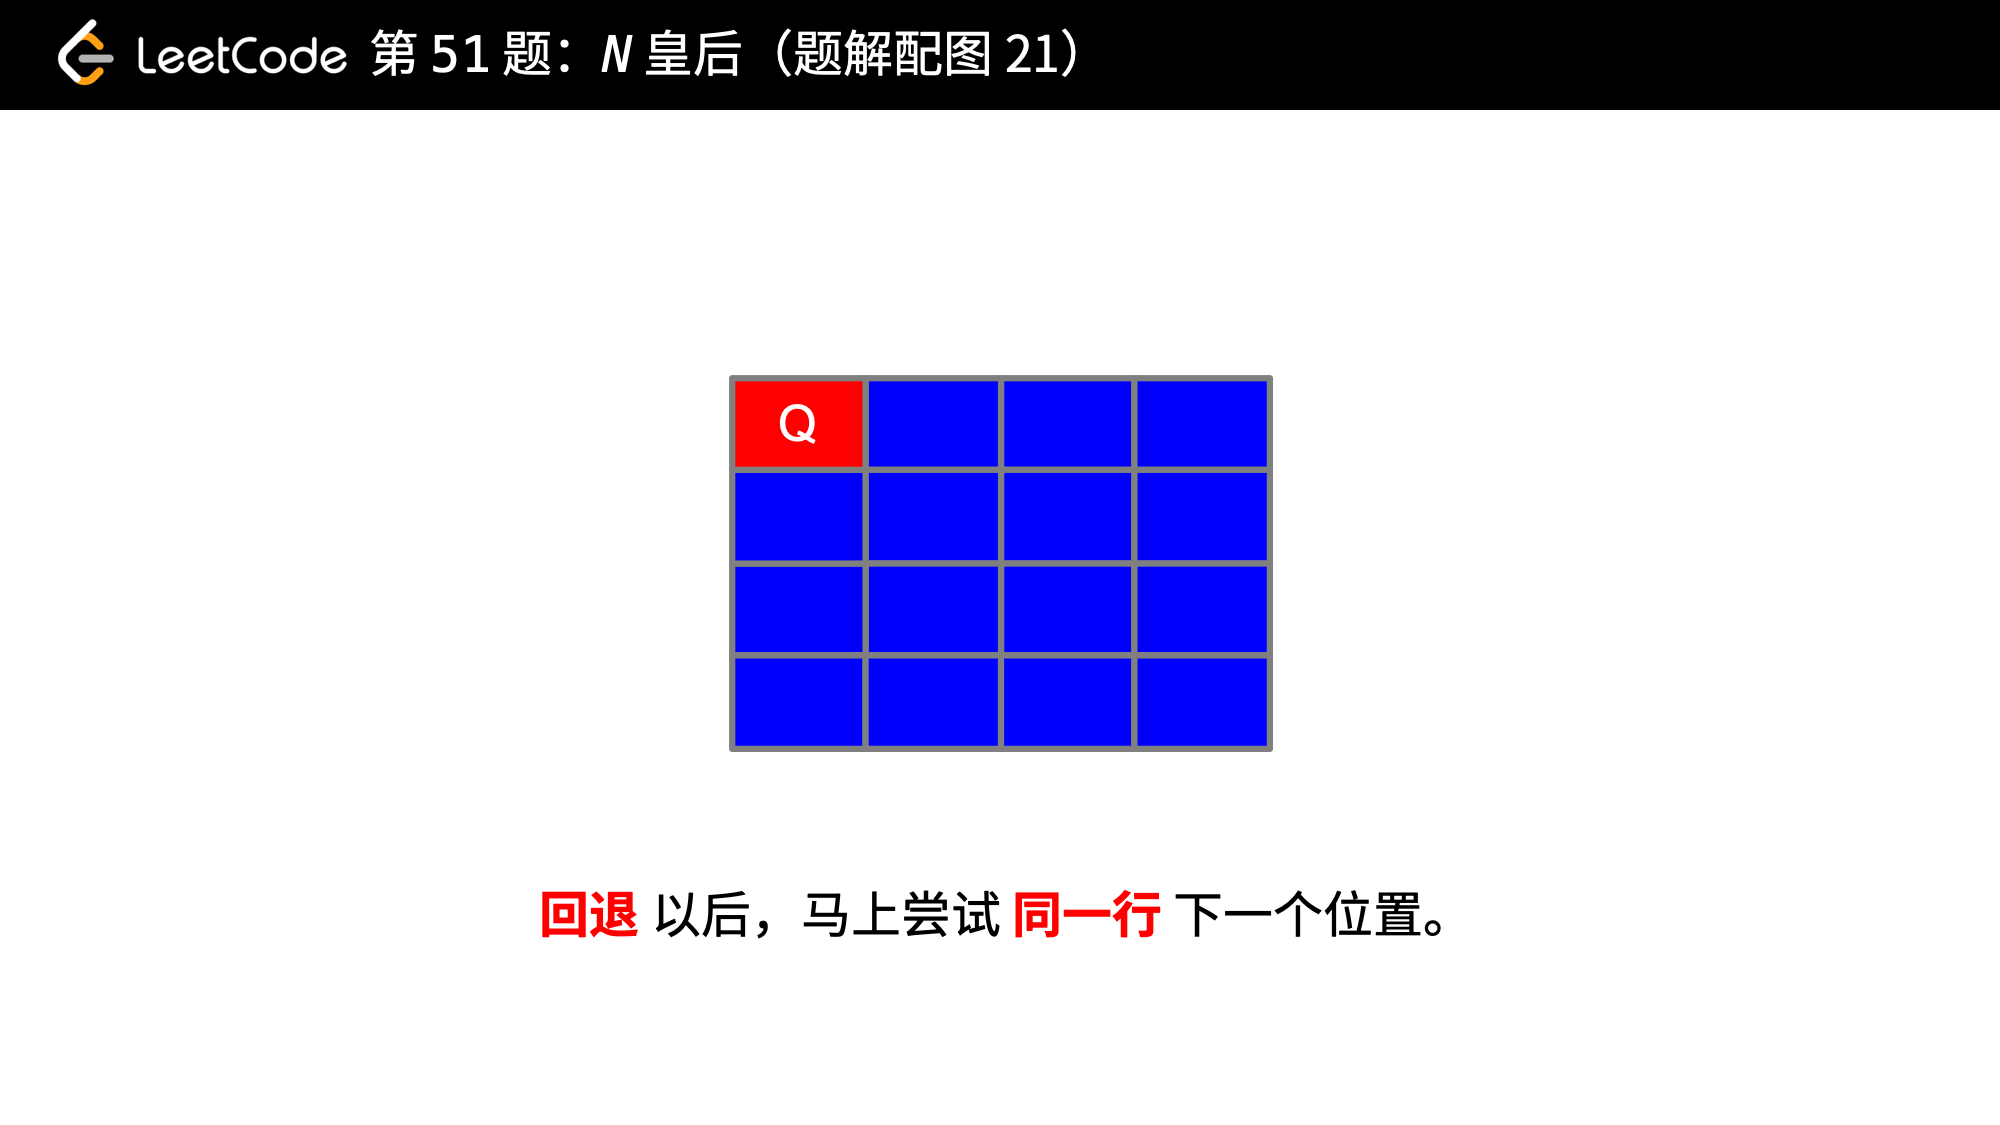 LeetCode 第 51 题：N 皇后（题解配图 21）
Q
回退 以后，马上尝试 同一行 下一个位置。